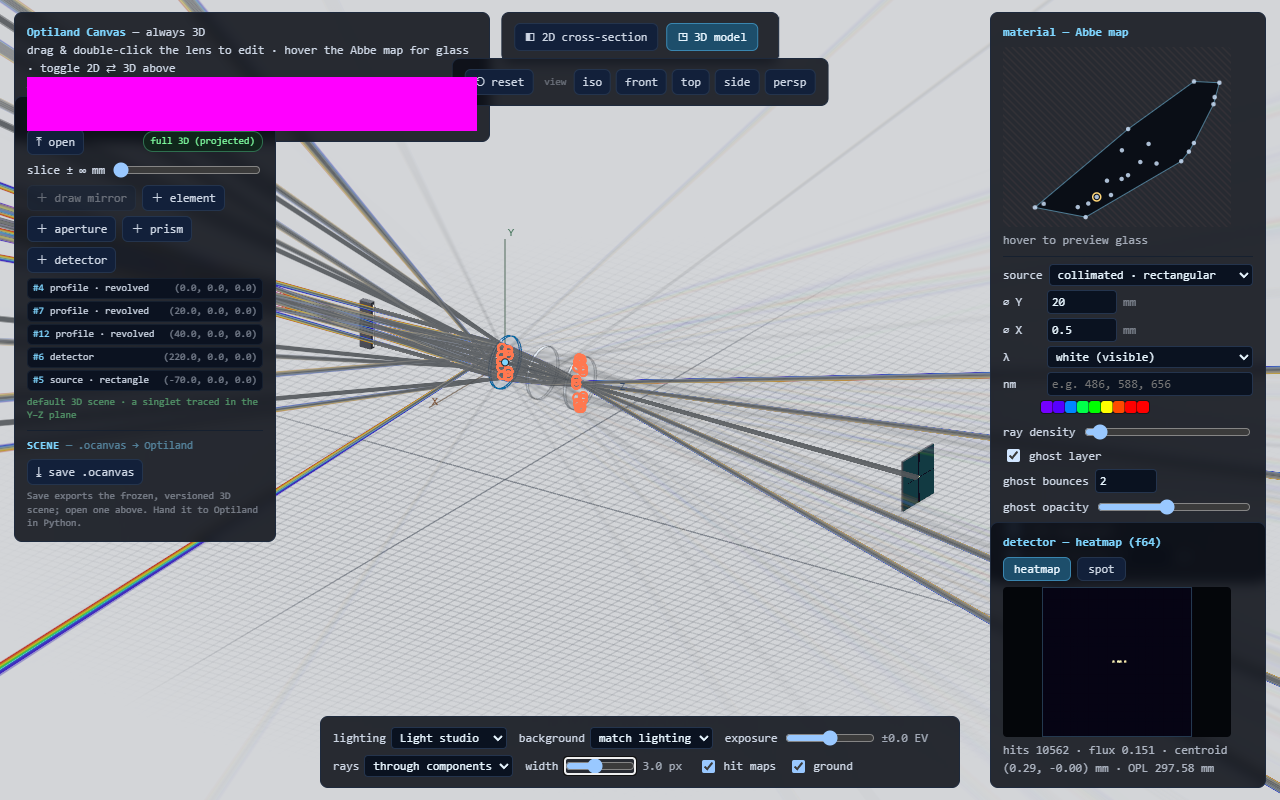 Optiland Canvas — always 3D
drag & double-click the lens to edit · hover the Abbe map for glass
· toggle 2D ⇄ 3D above
2D cross-section
3D model
reset
view
iso
front
top
side
persp
open
full 3D (projected)
slice ± ∞ mm
+ draw mirror
+ element
+ aperture
+ prism
+ detector
#4 profile · revolved (0.0, 0.0, 0.0)
#7 profile · revolved (20.0, 0.0, 0.0)
#12 profile · revolved (40.0, 0.0, 0.0)
#6 detector (220.0, 0.0, 0.0)
#5 source · rectangle (-70.0, 0.0, 0.0)
default 3D scene · a singlet traced in the
Y–Z plane
SCENE — .ocanvas → Optiland
save .ocanvas
Save exports the frozen, versioned 3D
scene; open one above. Hand it to Optiland
in Python.
Y
X
Z
material — Abbe map
hover to preview glass
source collimated · rectangular
⌀ Y 20 mm
⌀ X 0.5 mm
λ white (visible)
nm e.g. 486, 588, 656
ray density
ghost layer
ghost bounces 2
ghost opacity
detector — heatmap (f64)
heatmap
spot
hits 10562 · flux 0.151 · centroid
(0.29, -0.00) mm · OPL 297.58 mm
lighting Light studio background match lighting exposure ±0.0 EV
rays through components width 3.0 px hit maps ground